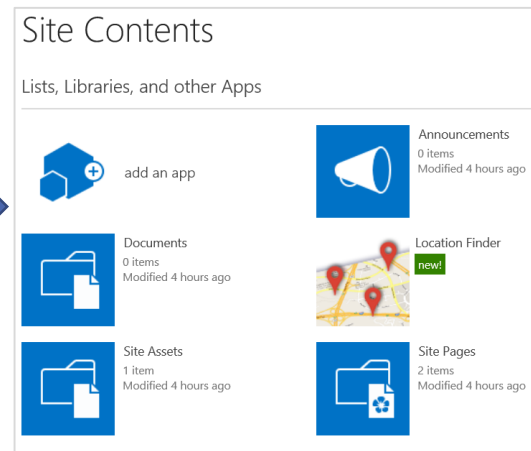 Site Contents
Lists, Libraries, and other Apps
add an app
Announcements
0 items
Modified 4 hours ago
Documents
0 items
Modified 4 hours ago
Location Finder
new!
Site Assets
1 item
Modified 4 hours ago
Site Pages
2 items
Modified 4 hours ago